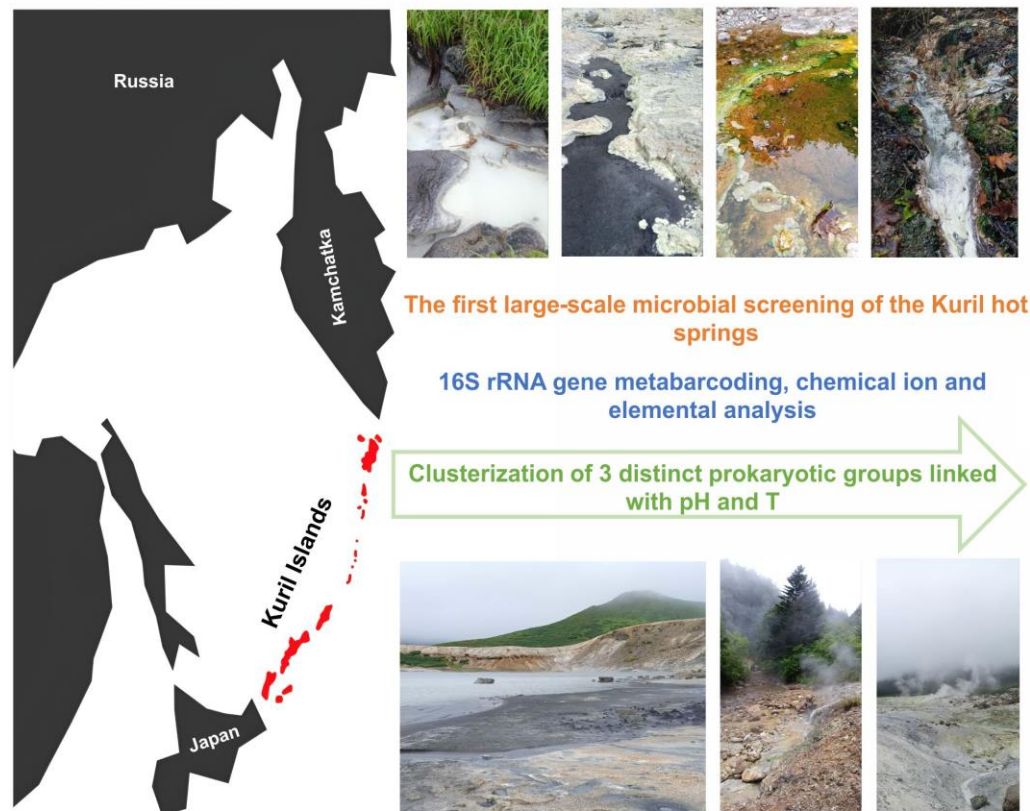 Russia
Kamchatka
Kuril Islands
Japan
The first large-scale microbial screening of the Kuril hot
springs
16S rRNA gene metabarcoding, chemical ion and
elemental analysis
Clusterization of 3 distinct prokaryotic groups linked
with pH and T